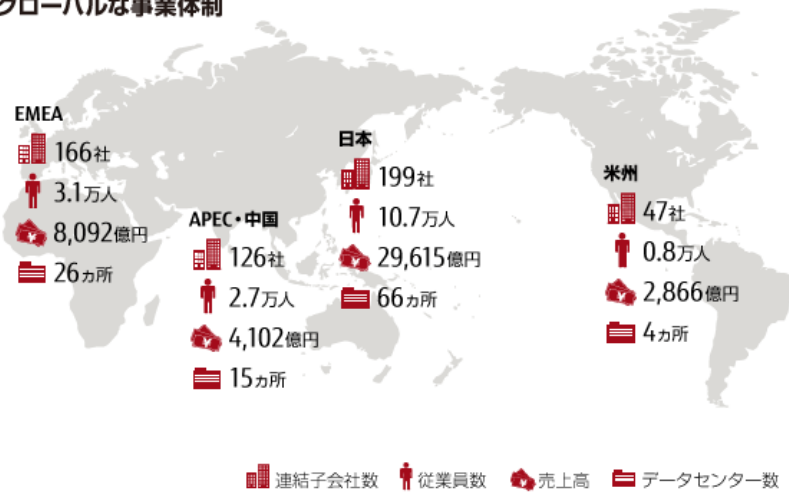 グローバルな事業体制
EMEA
166社
3.1万人
8,092億円
26ヵ所
APEC・中国
126社
2.7万人
4,102億円
15ヵ所
日本
199社
10.7万人
29,615億円
66ヵ所
米州
47社
0.8万人
2,866億円
4ヵ所
連結子会社数 従業員数 売上高 データセンター数